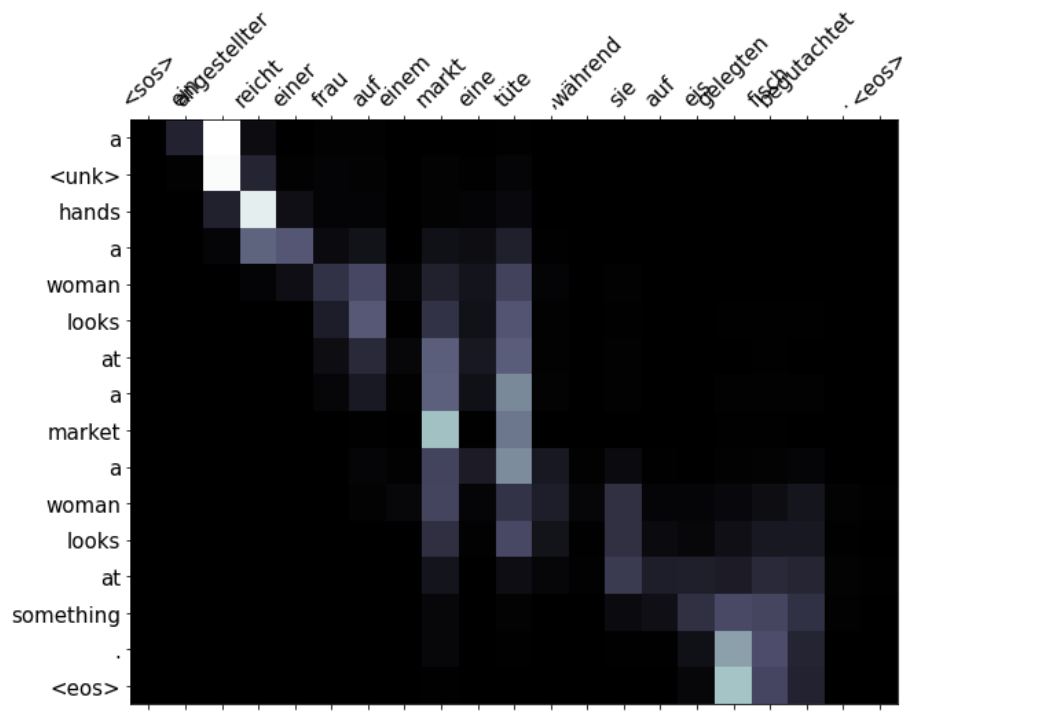 <sos> ein angestellter reicht einer frau auf einem markt eine tüte , während sie auf eis gelegten fisch begutachtet . <eos>
a
<unk>
hands
a
woman
looks
at
a
market
a
woman
looks
at
something
.
<eos>